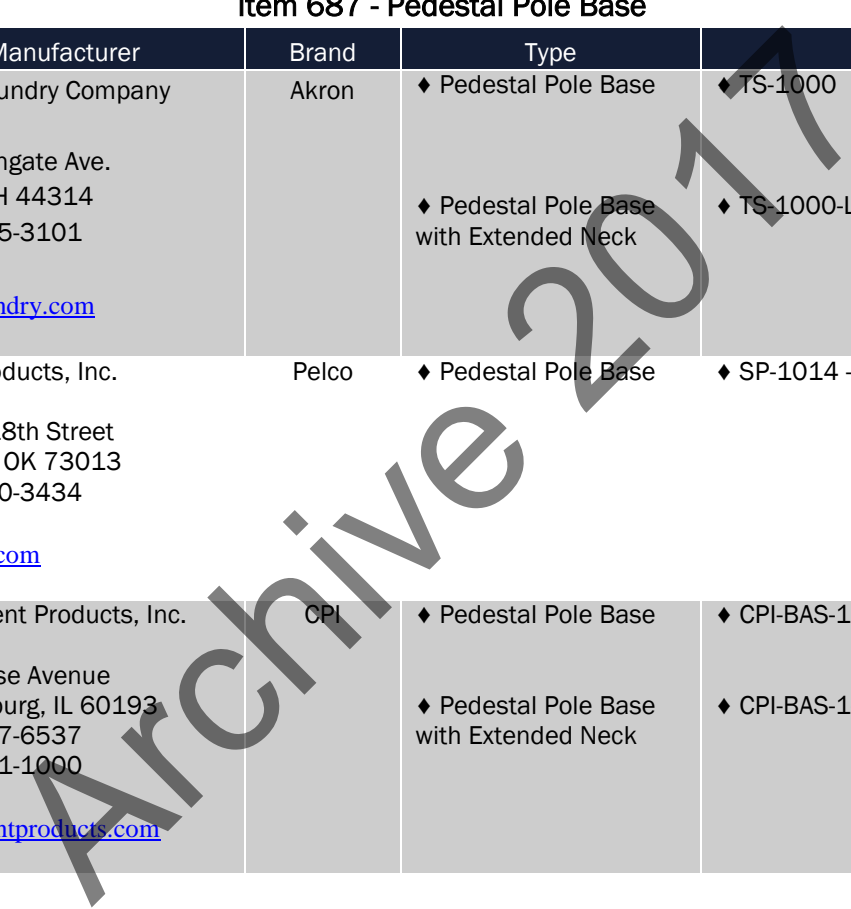 Item 687 - Pedestal Pole Base
Manufacturer Brand Type
undry Company Akron ♦ Pedestal Pole Base ♦ TS-1000
ngate Ave.
H 44314
5-3101
♦ Pedestal Pole Base ♦ TS-1000-L
with Extended Neck
ndry.com
oducts, Inc. Pelco ♦ Pedestal Pole Base ♦ SP-1014 -
8th Street
OK 73013
0-3434
.com
ent Products, Inc. CPI ♦ Pedestal Pole Base ♦ CPI-BAS-1
se Avenue
burg, IL 60193
7-6537
1-1000
♦ Pedestal Pole Base ♦ CPI-BAS-1
with Extended Neck
ntproducts.com
Archive 2017